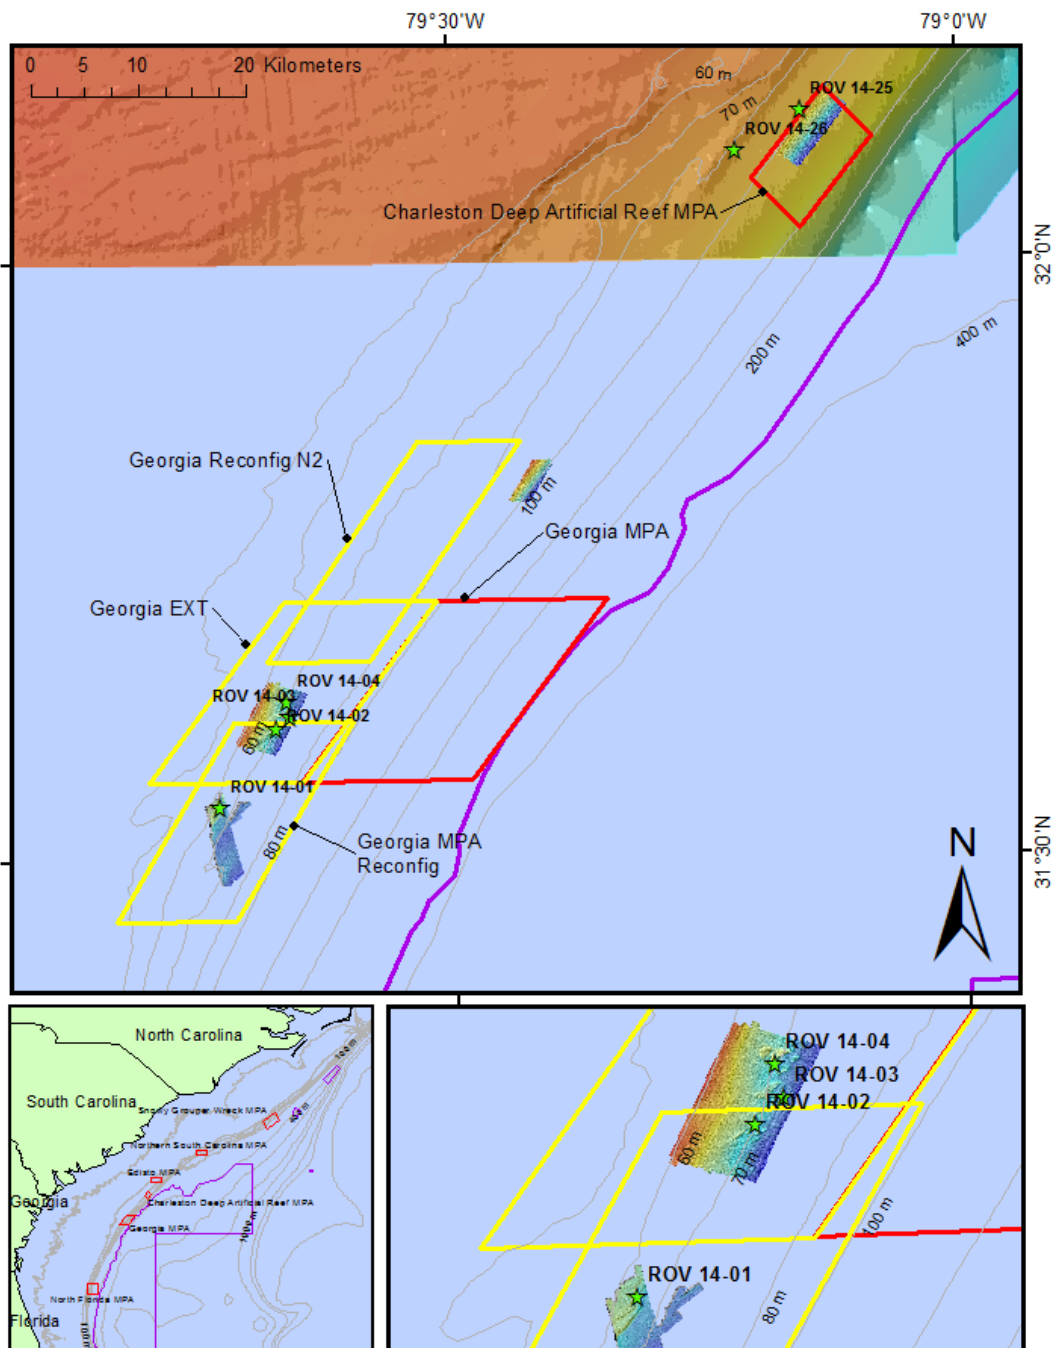 79°30'W
79°0'W
0 5 10 20 Kilometers
60 m
70 m
ROV 14-25
ROV 14-26
Charleston Deep Artificial Reef MPA
32°0'N
200 m
400 m
Georgia Reconfig N2
100 m
Georgia MPA
Georgia EXT
ROV 14-04
ROV 14-03
ROV 14-02
60 m
ROV 14-01
80 m
Georgia MPA
Reconfig
N
31°30'N
North Carolina
100 m
South Carolina
Snowy Grouper Wreck MPA
400 m
Northern South Carolina MPA
Edisto MPA
Georgia
Charleston Deep Artificial Reef MPA
Georgia MPA
1000 m
North Florida MPA
Florida
100 m
ROV 14-04
ROV 14-03
ROV 14-02
60 m
70 m
100 m
ROV 14-01
80 m